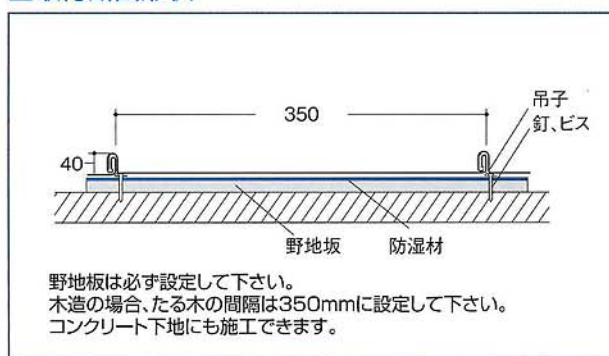 350
吊子
釘、ビス
40
野地坂
防湿材
野地板は必ず設定して下さい。
木造の場合、たる木の間隔は350mmに設定して下さい。
コンクリート下地にも施工できます。